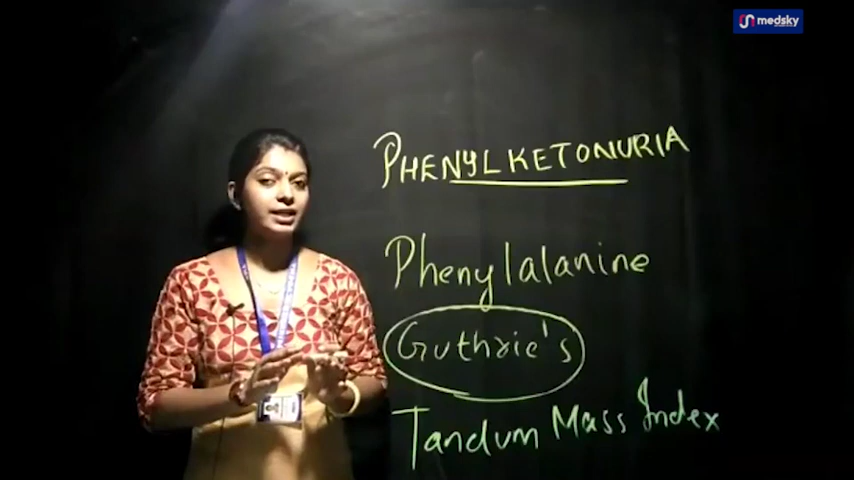 medsky
PHENYLKETONURIA
Phenylalanine
Guthrie's
Tandum Mass Index